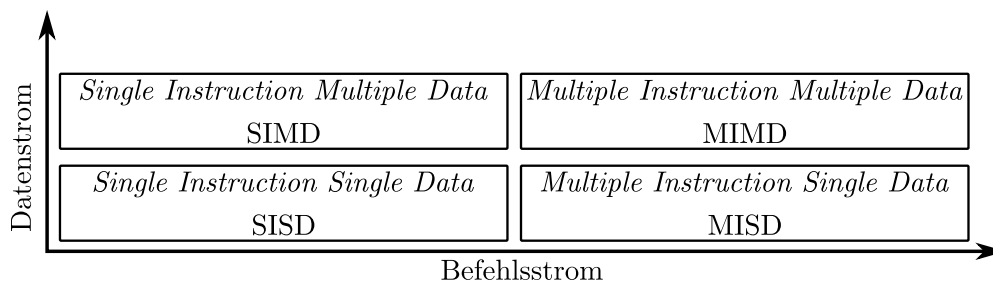 Datenstrom
Single Instruction Multiple Data
SIMD
Multiple Instruction Multiple Data
MIMD
Single Instruction Single Data
SISD
Multiple Instruction Single Data
MISD
Befehlsstrom